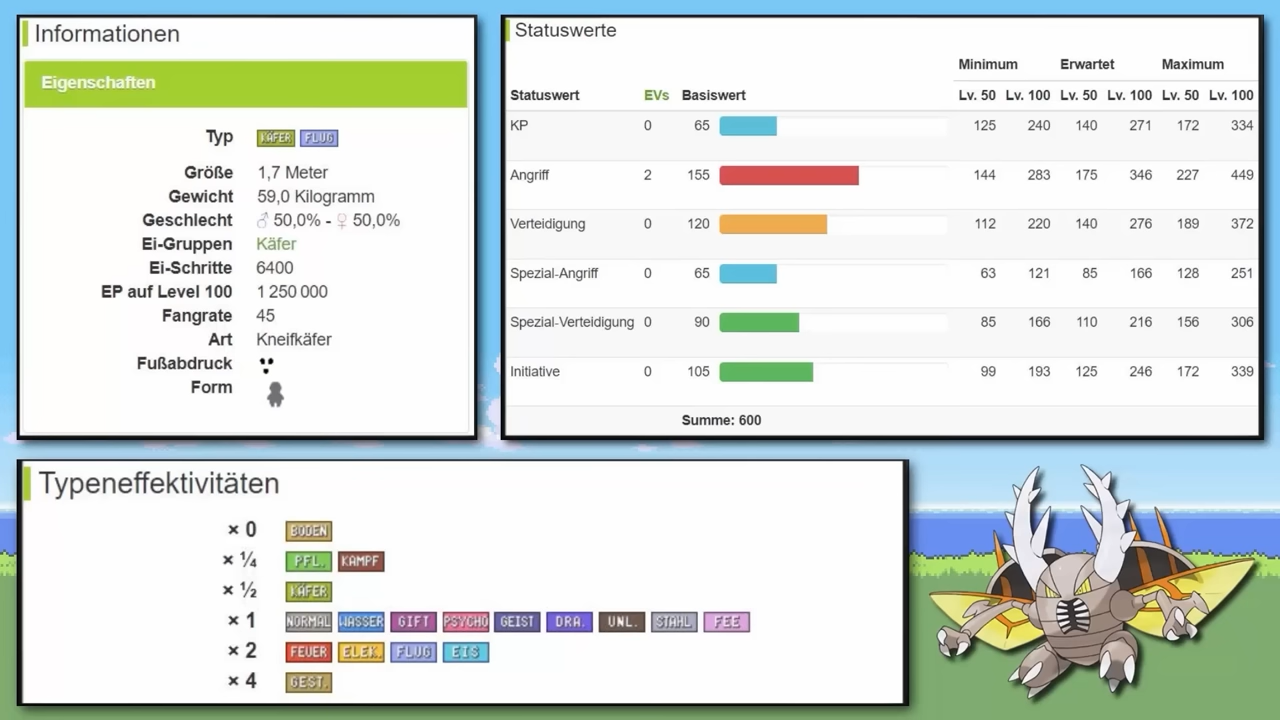 Informationen
Eigenschaften
Typ KÄFER FLUG
Größe 1,7 Meter
Gewicht 59,0 Kilogramm
Geschlecht ♂ 50,0% - ♀ 50,0%
Ei-Gruppen Käfer
Ei-Schritte 6400
EP auf Level 100 1 250 000
Fangrate 45
Art Kneifkäfer
Fußabdruck
Form
Statuswerte
Minimum Erwartet Maximum
Statuswert EVs Basiswert Lv. 50 Lv. 100 Lv. 50 Lv. 100 Lv. 50 Lv. 100
KP 0 65 125 240 140 271 172 334
Angriff 2 155 144 283 175 346 227 449
Verteidigung 0 120 112 220 140 276 189 372
Spezial-Angriff 0 65 63 121 85 166 128 251
Spezial-Verteidigung 0 90 85 166 110 216 156 306
Initiative 0 105 99 193 125 246 172 339
Summe: 600
Typeneffektivitäten
× 0 BODEN
× ¼ PFL. KAMPF
× ½ KÄFER
× 1 NORMAL WASSER GIFT PSYCHO GEIST DRA. UNL. STAHL FEE
× 2 FEUER ELEK. FLUG EIS
× 4 GEST.